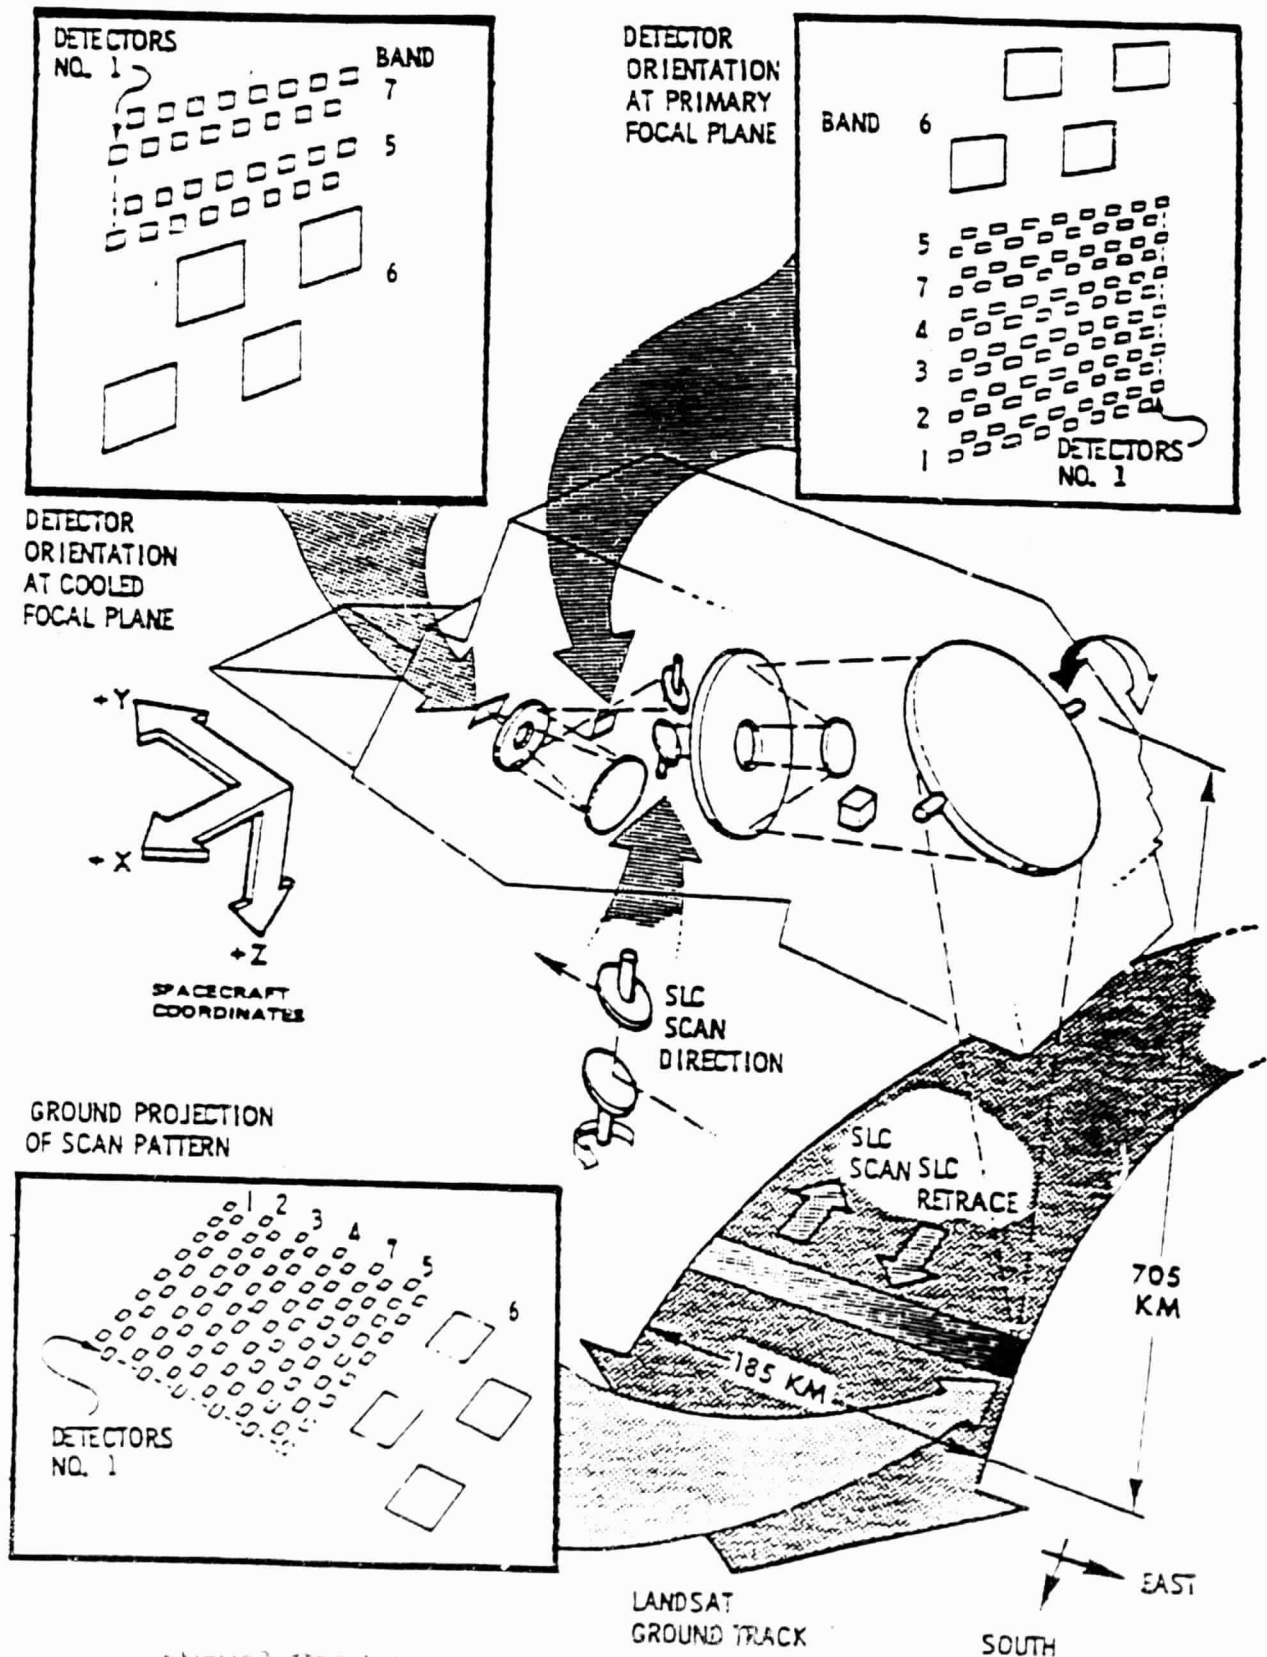 DETECTORS
NO. 1
BAND
7
5
6
DETECTOR
ORIENTATION
AT PRIMARY
FOCAL PLANE
BAND 6
5
7
4
3
2
1
DETECTORS
NO. 1
DETECTOR
ORIENTATION
AT COOLED
FOCAL PLANE
+Y
+X
+Z
SPACECRAFT
COORDINATES
SLC
SCAN
DIRECTION
GROUND PROJECTION
OF SCAN PATTERN
1 2 3 4 7 5
6
DETECTORS
NO. 1
SLC
SCAN
SLC
RETRACE
705
KM
185 KM
LANDSAT
GROUND TRACK
EAST
SOUTH